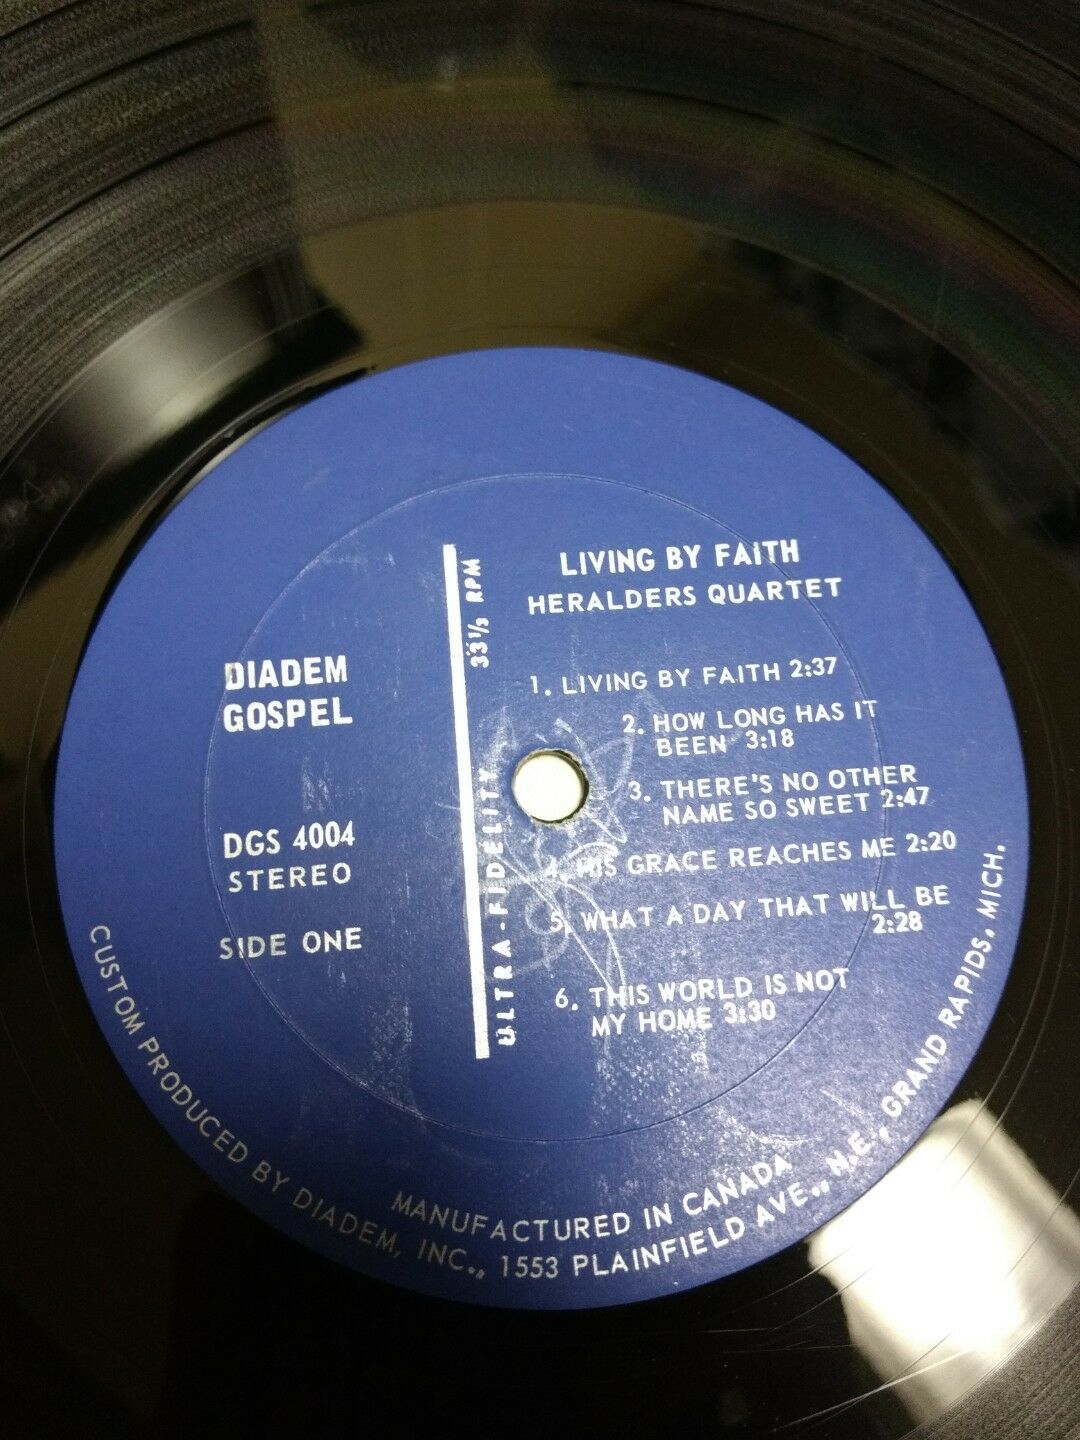 LIVING BY FAITH
HERALDERS QUARTET
DIADEM
GOSPEL
DGS 4004
STEREO
SIDE ONE
33⅓ RPM
ULTRA-FIDELITY
1. LIVING BY FAITH 2:37
2. HOW LONG HAS IT
BEEN 3:18
3. THERE'S NO OTHER
NAME SO SWEET 2:47
4. HIS GRACE REACHES ME 2:20
5. WHAT A DAY THAT WILL BE
2:28
6. THIS WORLD IS NOT
MY HOME 3:30
MANUFACTURED IN CANADA
CUSTOM PRODUCED BY DIADEM, INC., 1553 PLAINFIELD AVE., N.E., GRAND RAPIDS, MICH.